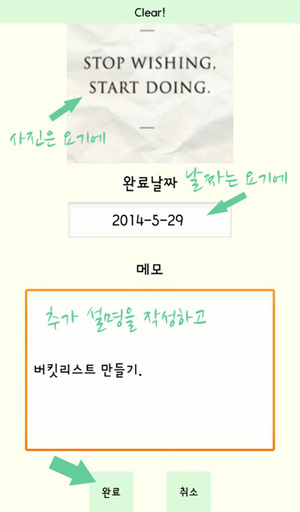 Clear!
STOP WISHING,
START DOING.
사진은 요기에
완료날짜 날짜는 요기에
2014-5-29
메모
추가 설명을 작성하고
버킷리스트 만들기.
완료 취소